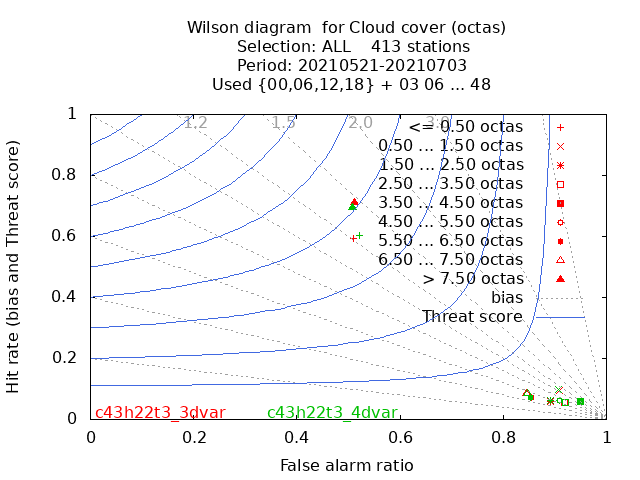 Wilson diagram  for Cloud cover (octas)
Selection: ALL    413 stations
Period: 20210521-20210703
Used {00,06,12,18} + 03 06 ... 48
Hit rate (bias and Threat score)
1
0.8
0.6
0.4
0.2
0
1.2
1.5
2.0
3.0
<= 0.50 octas
0.50 ... 1.50 octas
1.50 ... 2.50 octas
2.50 ... 3.50 octas
3.50 ... 4.50 octas
4.50 ... 5.50 octas
5.50 ... 6.50 octas
6.50 ... 7.50 octas
> 7.50 octas
bias
Threat score
c43h22t3_3dvar
c43h22t3_4dvar
0
0.2
0.4
0.6
0.8
1
False alarm ratio